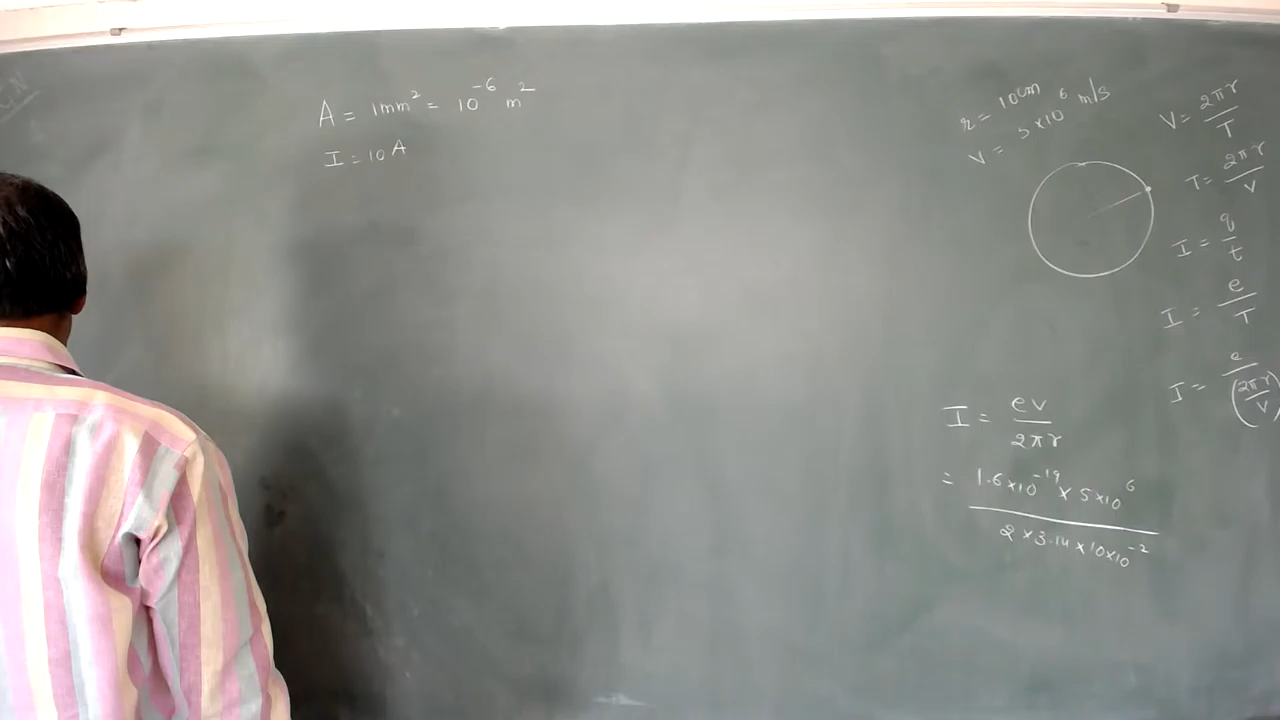 CN
A = 1mm² = 10⁻⁶ m²
I = 10 A
r = 10cm
v = 5×10⁶ m/s
V = 2πr/T
T = 2πr/V
I = q/t
I = e/T
I = e/(2πr/V)
I = ev/2πr
= 1.6×10⁻¹⁹ × 5×10⁶ / 2×3.14×10×10⁻²